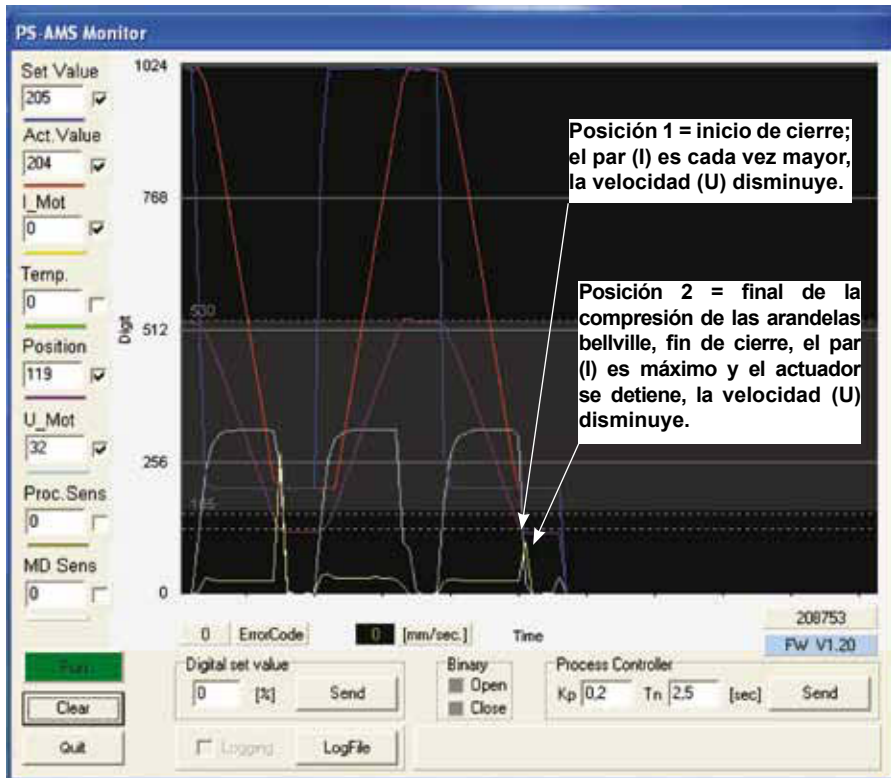 PS-AMS Monitor
Set Value
205
Act.Value
204
I_Mot
0
Temp.
0
Position
119
U_Mot
32
Proc.Sens
0
MD Sens
0
1024
768
512
256
0
Digit
530
165
Posición 1 = inicio de cierre;
el par (I) es cada vez mayor,
la velocidad (U) disminuye.
Posición 2 = final de la
compresión de las arandelas
bellville, fin de cierre, el par
(I) es máximo y el actuador
se detiene, la velocidad (U)
disminuye.
0 ErrorCode 0 [mm/sec.] Time
208753
FW V1.20
Run
Clear
Quit
Digital set value
0 [%] Send
Logging LogFile
Binary
Open
Close
Process Controller
Kp 0,2 Tn 2,5 [sec] Send